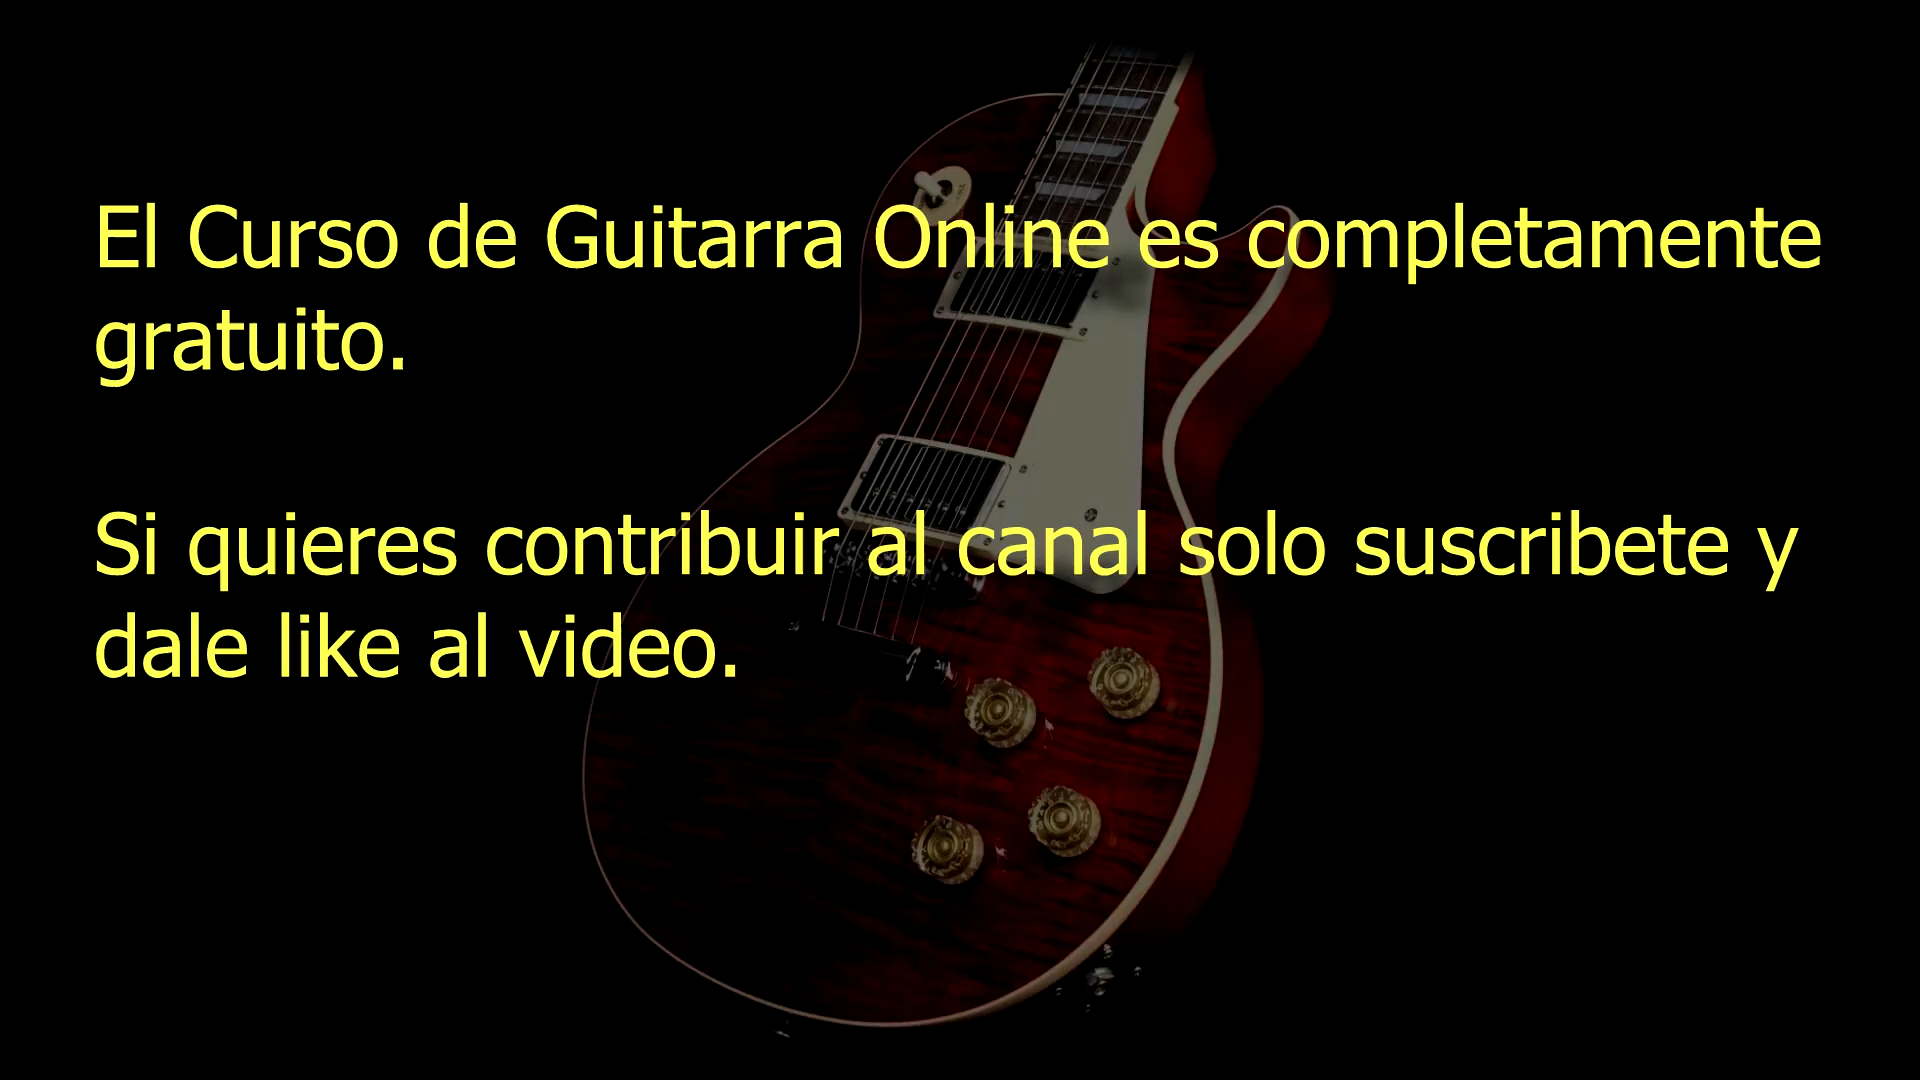 El Curso de Guitarra Online es completamente
gratuito.
Si quieres contribuir al canal solo suscribete y
dale like al video.